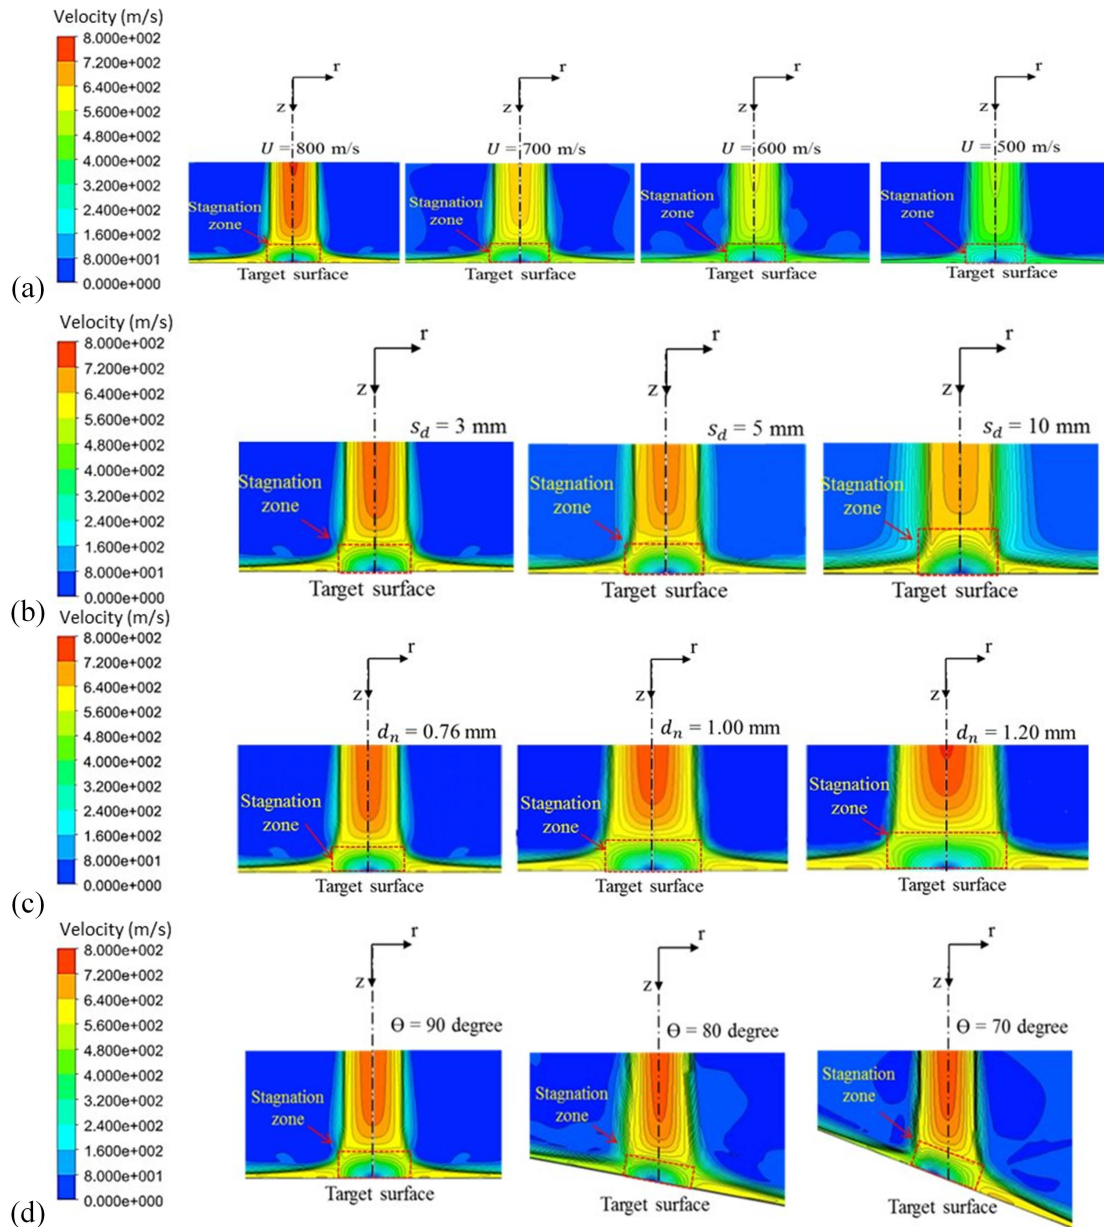 Velocity (m/s)
8.000e+002
7.200e+002
6.400e+002
5.600e+002
4.800e+002
4.000e+002
3.200e+002
2.400e+002
1.600e+002
8.000e+001
0.000e+000
(a)
r
z
U = 800 m/s
Stagnation
zone
Target surface
r
z
U = 700 m/s
Stagnation
zone
Target surface
r
z
U = 600 m/s
Stagnation
zone
Target surface
r
z
U = 500 m/s
Stagnation
zone
Target surface
Velocity (m/s)
8.000e+002
7.200e+002
6.400e+002
5.600e+002
4.800e+002
4.000e+002
3.200e+002
2.400e+002
1.600e+002
8.000e+001
0.000e+000
(b)
r
z
s_d = 3 mm
Stagnation
zone
Target surface
r
z
s_d = 5 mm
Stagnation
zone
Target surface
r
z
s_d = 10 mm
Stagnation
zone
Target surface
Velocity (m/s)
8.000e+002
7.200e+002
6.400e+002
5.600e+002
4.800e+002
4.000e+002
3.200e+002
2.400e+002
1.600e+002
8.000e+001
0.000e+000
(c)
r
z
d_n = 0.76 mm
Stagnation
zone
Target surface
r
z
d_n = 1.00 mm
Stagnation
zone
Target surface
r
z
d_n = 1.20 mm
Stagnation
zone
Target surface
Velocity (m/s)
8.000e+002
7.200e+002
6.400e+002
5.600e+002
4.800e+002
4.000e+002
3.200e+002
2.400e+002
1.600e+002
8.000e+001
0.000e+000
(d)
r
z
Θ = 90 degree
Stagnation
zone
Target surface
r
z
Θ = 80 degree
Stagnation
zone
Target surface
r
z
Θ = 70 degree
Stagnation
zone
Target surface